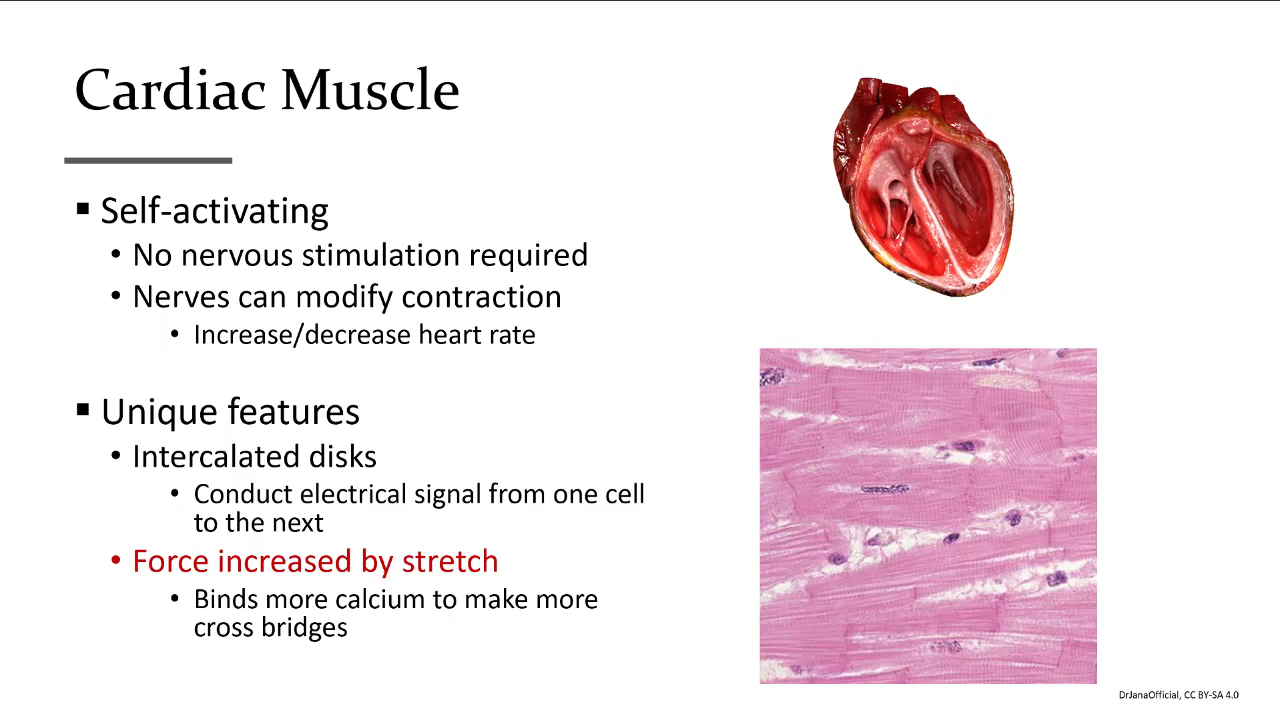 Cardiac Muscle
▪ Self-activating
• No nervous stimulation required
• Nerves can modify contraction
• Increase/decrease heart rate
▪ Unique features
• Intercalated disks
• Conduct electrical signal from one cell
to the next
• Force increased by stretch
• Binds more calcium to make more
cross bridges
DrJanaOfficial, CC BY-SA 4.0